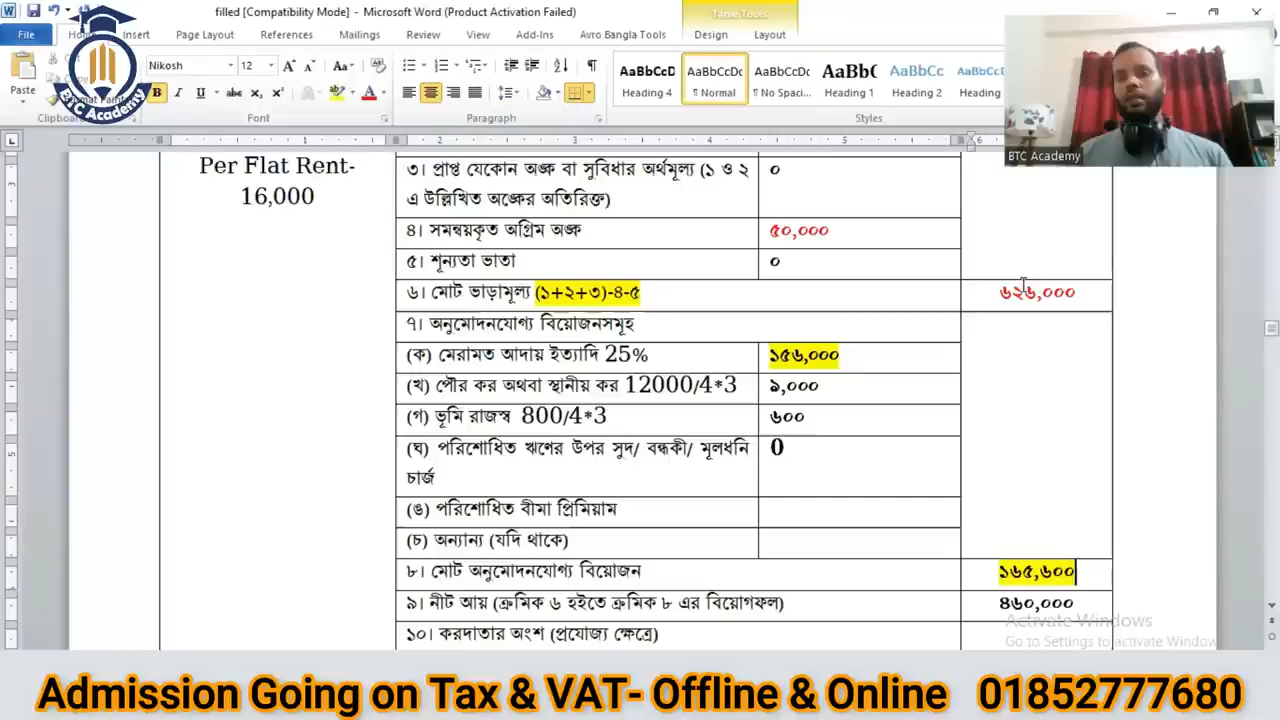 filled [Compatibility Mode] - Microsoft Word (Product Activation Failed)
Table Tools
File Insert Page Layout References Mailings Review View Add-Ins Avro Bangla Tools Design Layout
Nikosh 12
Paste
B I U abc
Clipboard Font Paragraph Styles
AaBbCcD AaBbCcDc AaBbCcDc AaBb( AaBbCc AaBbCc
Heading 4 ¶ Normal ¶ No Spaci... Heading 1 Heading 2 Heading
BTC Academy
BTC Academy
Per Flat Rent-
16,000
৩। প্রাপ্ত যেকোন অঙ্ক বা সুবিধার অর্থমূল্য (১ ও ২ ০
এ উল্লিখিত অঙ্কের অতিরিক্ত)
৪। সমন্বয়কৃত অগ্রিম অঙ্ক ৫০,০০০
৫। শূন্যতা ভাতা ০
৬। মোট ভাড়ামূল্য (১+২+৩)-৪-৫ ৬২৬,০০০
৭। অনুমোদনযোগ্য বিয়োজনসমূহ
(ক) মেরামত আদায় ইত্যাদি 25% ১৫৬,০০০
(খ) পৌর কর অথবা স্থানীয় কর 12000/4*3 ৯,০০০
(গ) ভূমি রাজস্ব 800/4*3 ৬০০
(ঘ) পরিশোধিত ঋণের উপর সুদ/ বন্ধকী/ মূলধনি 0
চার্জ
(ঙ) পরিশোধিত বীমা প্রিমিয়াম
(চ) অন্যান্য (যদি থাকে)
৮। মোট অনুমোদনযোগ্য বিয়োজন ১৬৫,৬০০
৯। নীট আয় (ক্রমিক ৬ হইতে ক্রমিক ৮ এর বিয়োগফল) ৪৬০,০০০
১০। করদাতার অংশ (প্রযোজ্য ক্ষেত্রে)
Activate Windows
Go to Settings to activate Window
Admission Going on Tax & VAT- Offline & Online 01852777680